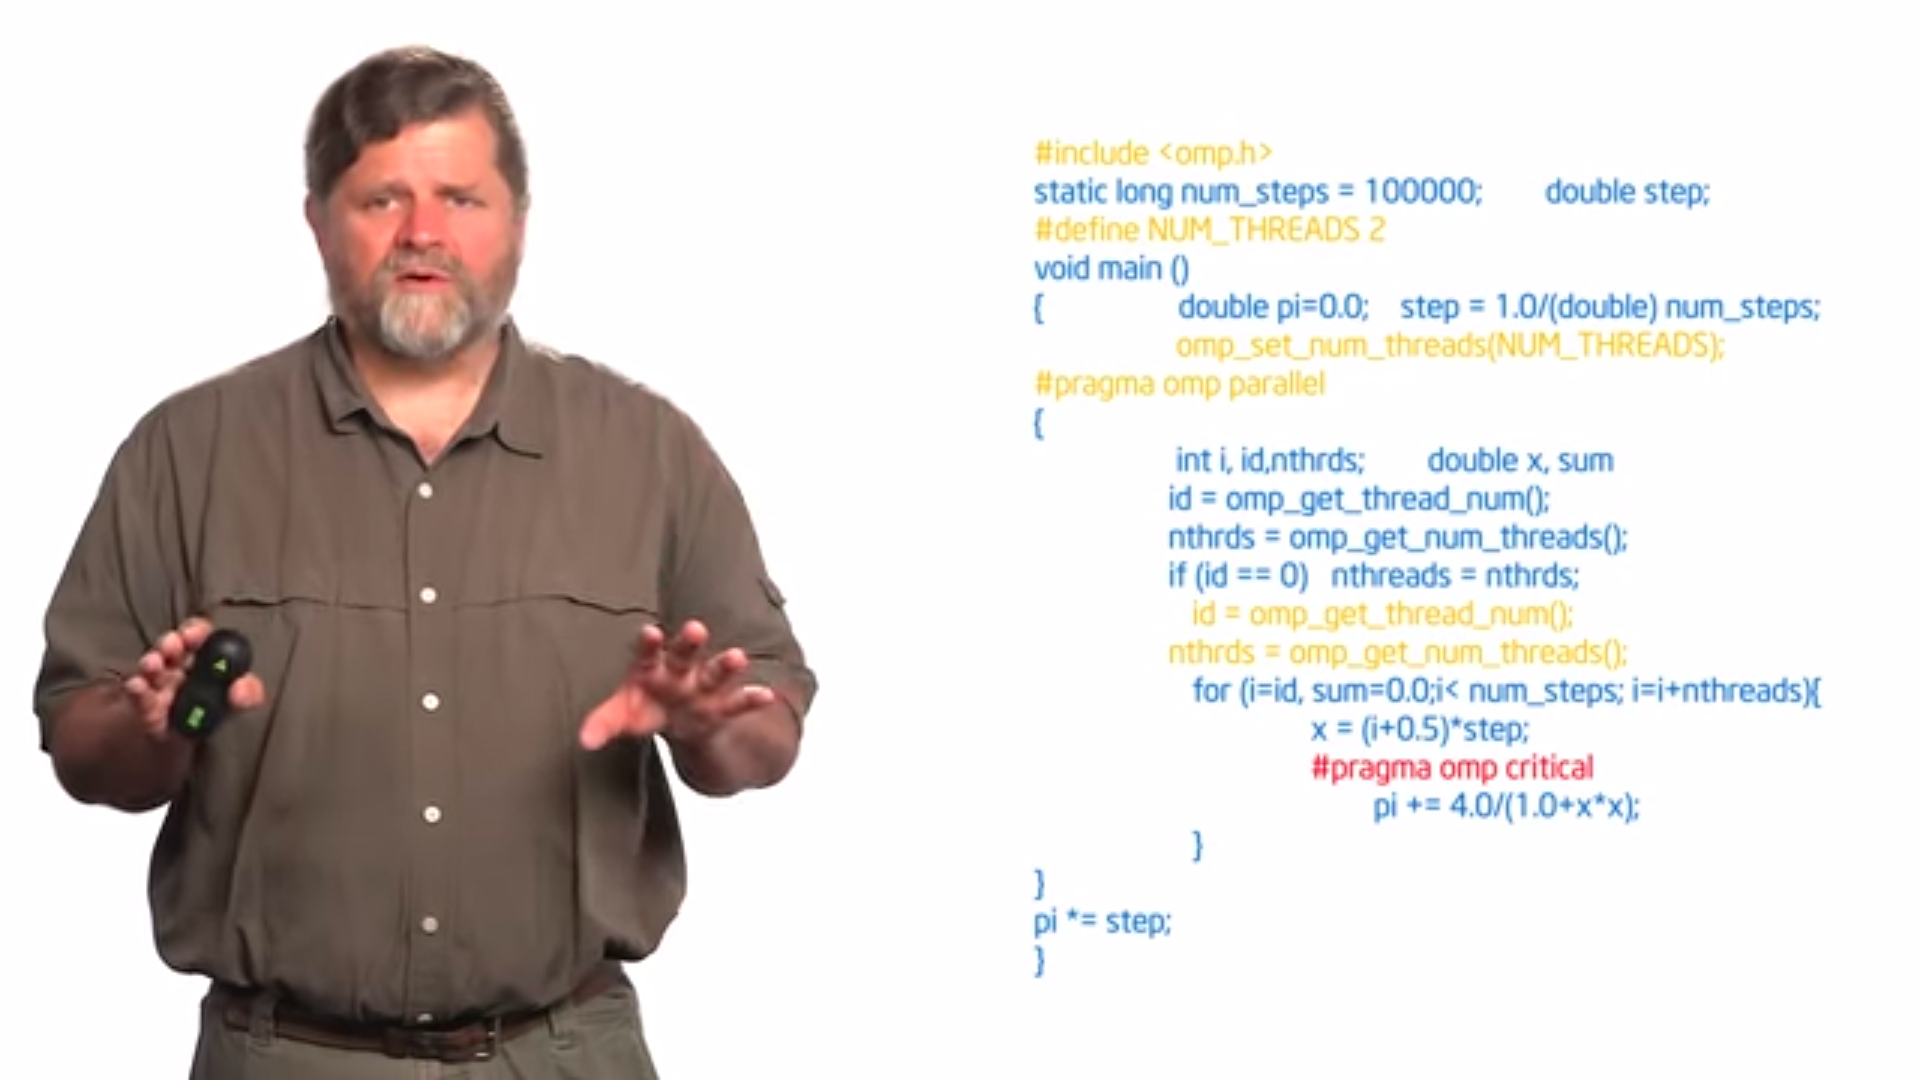 #include <omp.h>
static long num_steps = 100000; double step;
#define NUM_THREADS 2
void main ()
{ double pi=0.0; step = 1.0/(double) num_steps;
omp_set_num_threads(NUM_THREADS);
#pragma omp parallel
{
int i, id,nthrds; double x, sum
id = omp_get_thread_num();
nthrds = omp_get_num_threads();
if (id == 0) nthreads = nthrds;
id = omp_get_thread_num();
nthrds = omp_get_num_threads();
for (i=id, sum=0.0;i< num_steps; i=i+nthreads){
x = (i+0.5)*step;
#pragma omp critical
pi += 4.0/(1.0+x*x);
}
}
pi *= step;
}